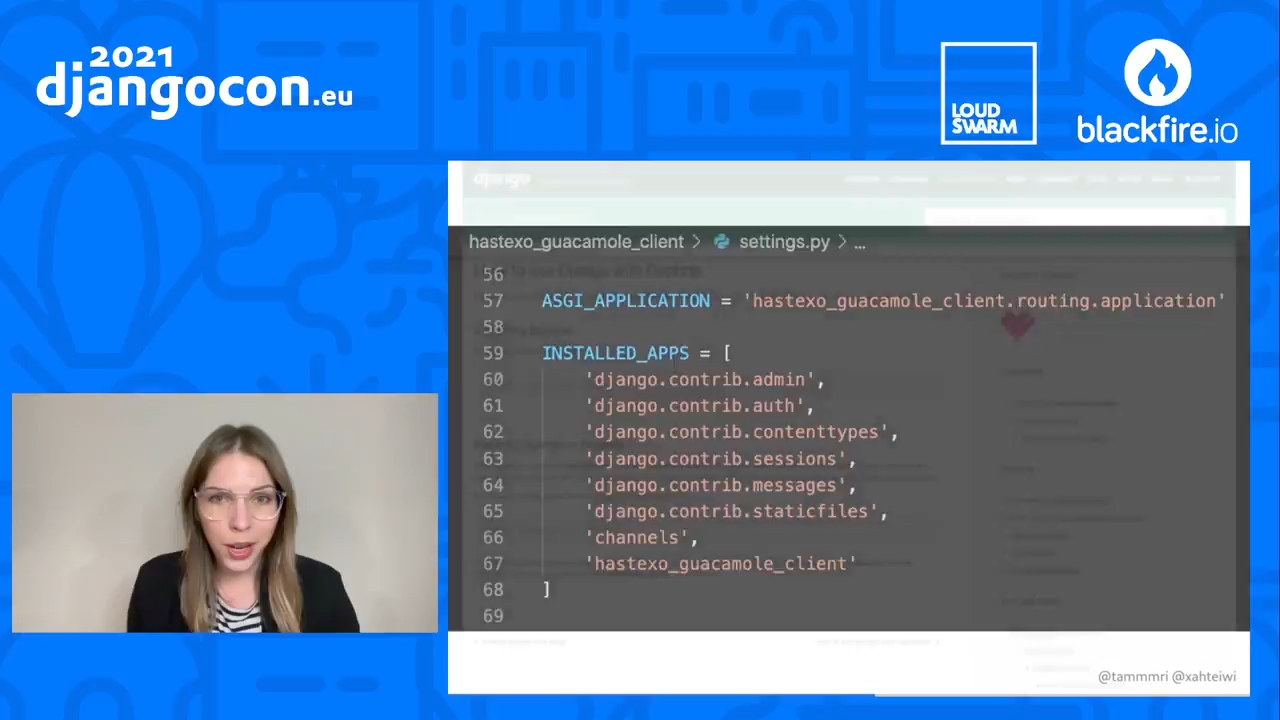 2021
djangocon.eu
LOUD
SWARM
blackfire.io
django
hastexo_guacamole_client > settings.py > ...
56
57 ASGI_APPLICATION = 'hastexo_guacamole_client.routing.application'
58
59 INSTALLED_APPS = [
60 'django.contrib.admin',
61 'django.contrib.auth',
62 'django.contrib.contenttypes',
63 'django.contrib.sessions',
64 'django.contrib.messages',
65 'django.contrib.staticfiles',
66 'channels',
67 'hastexo_guacamole_client'
68 ]
69
@tammmri @xahteiwi